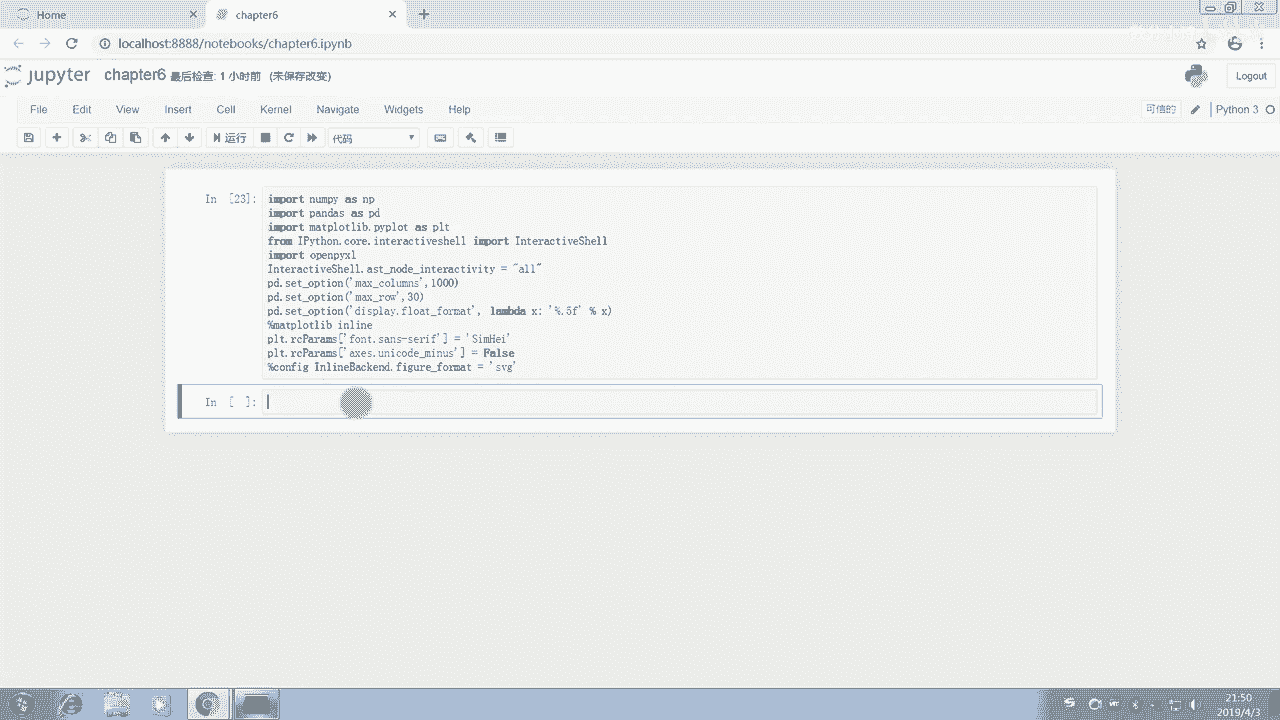 Home
chapter6
localhost:8888/notebooks/chapter6.ipynb
jupyter chapter6 最后检查: 1 小时前 (未保存改变)
Logout
File Edit View Insert Cell Kernel Navigate Widgets Help
可信的 Python 3
运行 代码
In [23]:
import numpy as np
import pandas as pd
import matplotlib.pyplot as plt
from IPython.core.interactiveshell import InteractiveShell
import openpyxl
InteractiveShell.ast_node_interactivity = "all"
pd.set_option('max_columns',1000)
pd.set_option('max_row',30)
pd.set_option('display.float_format', lambda x: '%.5f' % x)
%matplotlib inline
plt.rcParams['font.sans-serif'] = 'SimHei'
plt.rcParams['axes.unicode_minus'] = False
%config InlineBackend.figure_format = 'svg'
In [ ]:
21:50
2019/4/3